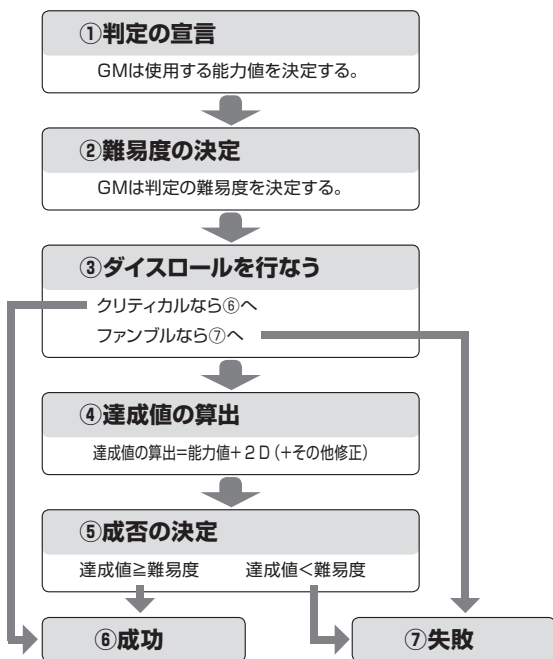 ①判定の宣言
GMは使用する能力値を決定する。
②難易度の決定
GMは判定の難易度を決定する。
③ダイスロールを行なう
クリティカルなら⑥へ
ファンブルなら⑦へ
④達成値の算出
達成値の算出=能力値+2D(+その他修正)
⑤成否の決定
達成値≧難易度 達成値<難易度
⑥成功 ⑦失敗